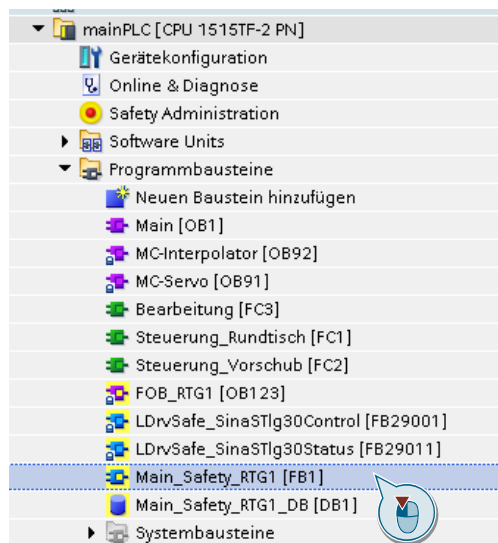 mainPLC [CPU 1515TF-2 PN]
Gerätekonfiguration
Online & Diagnose
Safety Administration
Software Units
Programmbausteine
Neuen Baustein hinzufügen
Main [OB1]
MC-Interpolator [OB92]
MC-Servo [OB91]
Bearbeitung [FC3]
Steuerung_Rundtisch [FC1]
Steuerung_Vorschub [FC2]
FOB_RTG1 [OB123]
LDrvSafe_SinaSTlg30Control [FB29001]
LDrvSafe_SinaSTlg30Status [FB29011]
Main_Safety_RTG1 [FB1]
Main_Safety_RTG1_DB [DB1]
Systembausteine